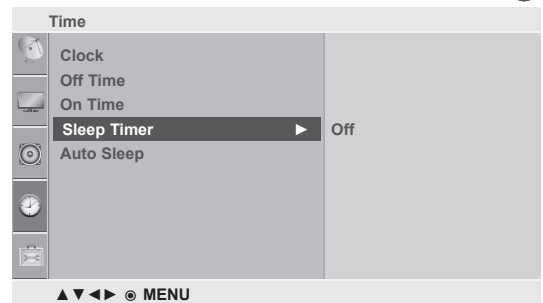 Time
Clock
Off Time
On Time
Sleep Timer ► Off
Auto Sleep
▲▼◄► ◉ MENU